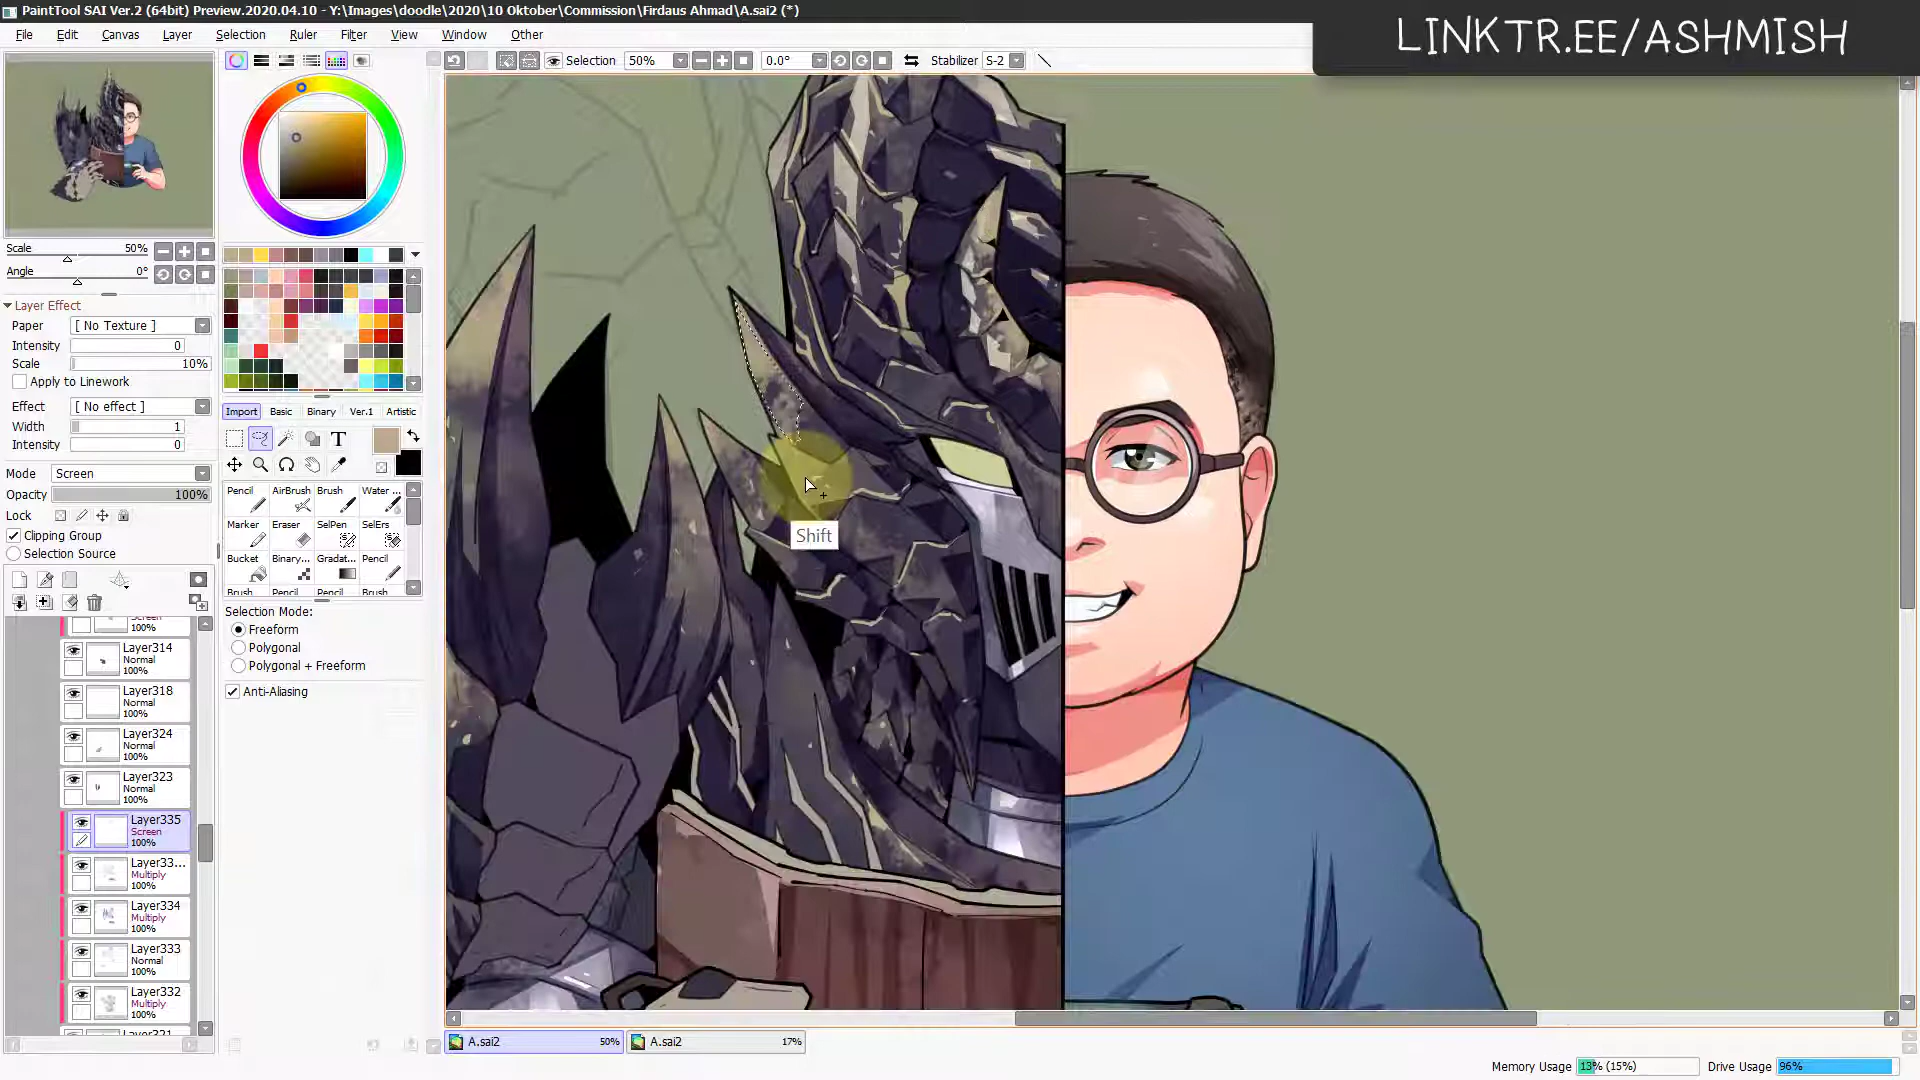 PaintTool SAI Ver.2 (64bit) Preview.2020.04.10 - Y:\Images\doodle\2020\10 Oktober\Commission\Firdaus Ahmad\A.sai2 (*)
LINKTR.EE/ASHMISH
File Edit Canvas Layer Selection Ruler Filter View Window Other
Selection 50% 0.0° Stabilizer S-2
Scale 50%
Angle 0°
Layer Effect
Paper [ No Texture ]
Intensity 0
Scale 10%
Apply to Linework
Effect [ No effect ]
Width 1
Intensity 0
Mode Screen
Opacity 100%
Lock
Clipping Group
Selection Source
Screen
100%
Layer314
Normal
100%
Layer318
Normal
100%
Layer324
Normal
100%
Layer323
Normal
100%
Layer335
Screen
100%
Layer33...
Multiply
100%
Layer334
Multiply
100%
Layer333
Normal
100%
Layer332
Multiply
100%
Import Basic Binary Ver.1 Artistic
T
Pencil AirBrush Brush Water ...
Marker Eraser SelPen SelErs
Bucket Binary... Gradat... Pencil
Brush Pencil Pencil Brush
Selection Mode:
Freeform
Polygonal
Polygonal + Freeform
Anti-Aliasing
Shift
A.sai2 50% A.sai2 17%
Memory Usage 13% (15%) Drive Usage 96%